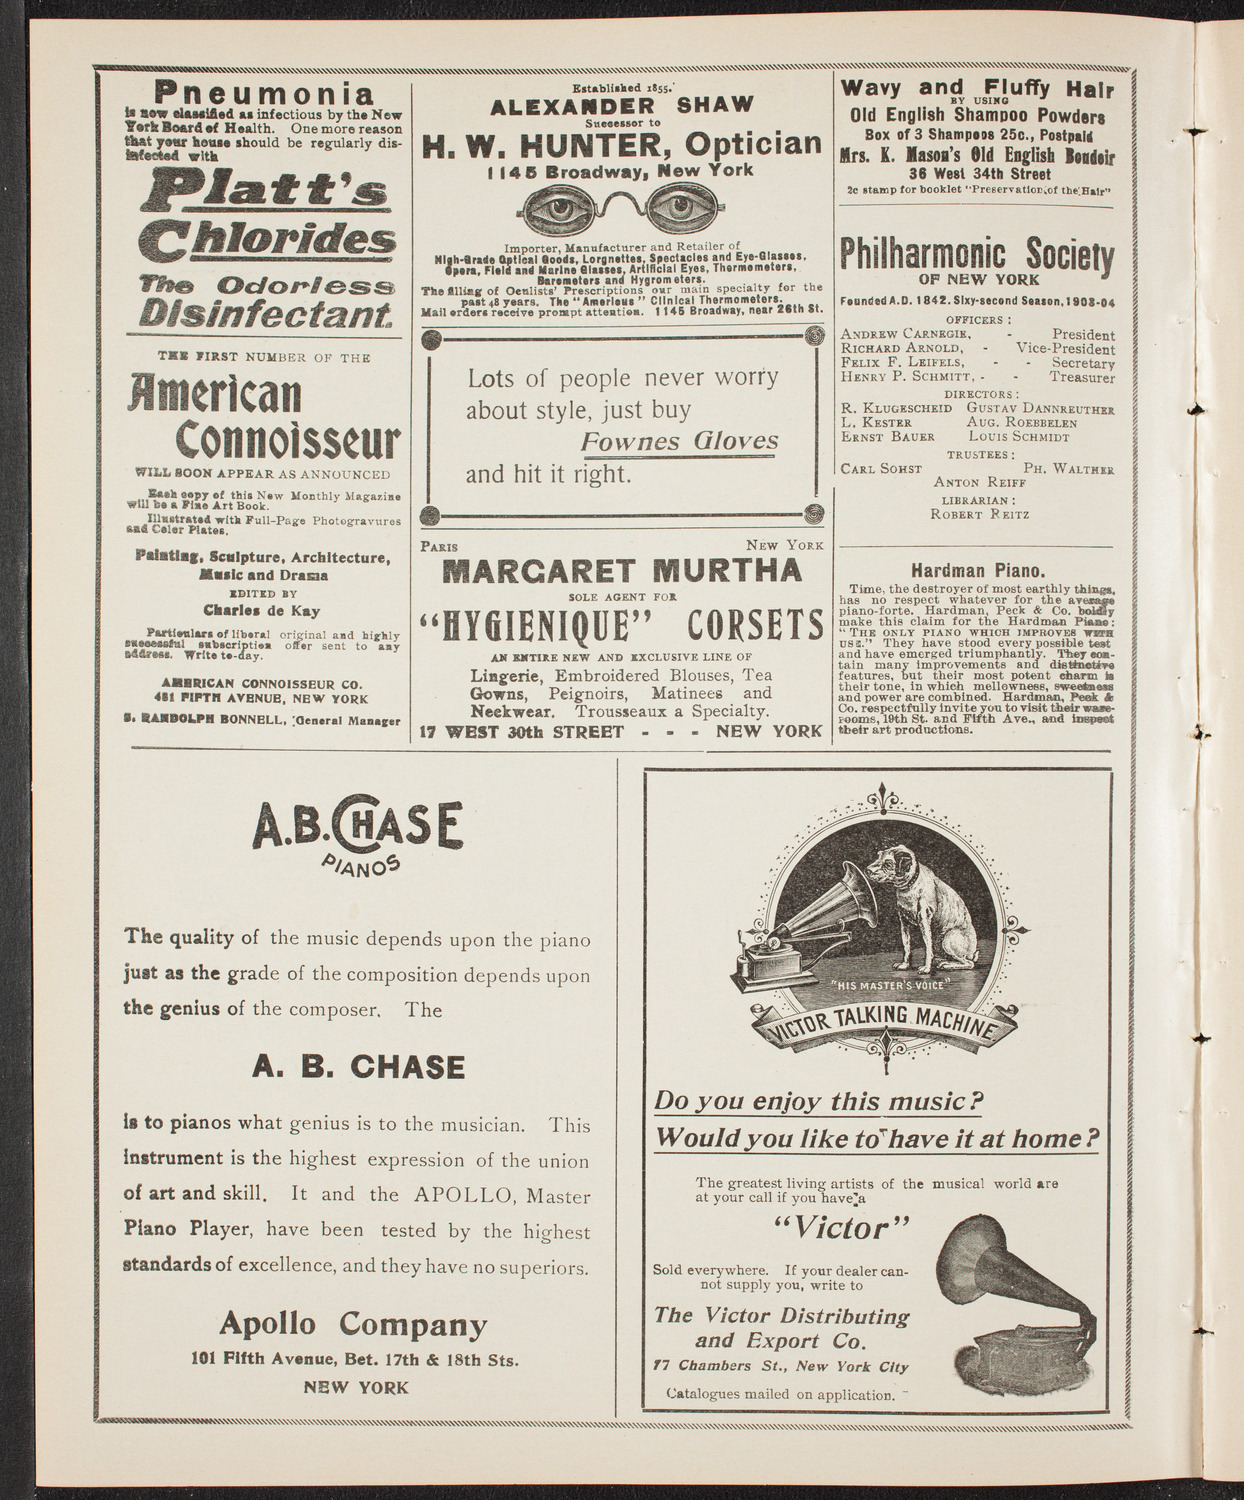 Pneumonia
is now classified as infectious by the New
York Board of Health. One more reason
that your house should be regularly dis-
infected with
Platt's
Chlorides
The Odorless
Disinfectant.
THE FIRST NUMBER OF THE
American
Connoisseur
WILL SOON APPEAR AS ANNOUNCED
Each copy of this New Monthly Magazine
will be a Fine Art Book.
Illustrated with Full-Page Photogravures
and Color Plates.
Painting, Sculpture, Architecture,
Music and Drama
EDITED BY
Charles de Kay
Particulars of liberal original and highly
successful subscription offer sent to any
address. Write to-day.
AMERICAN CONNOISSEUR CO.
481 FIFTH AVENUE, NEW YORK
S. RANDOLPH BONNELL, General Manager
Established 1855.
ALEXANDER SHAW
Successor to
H. W. HUNTER, Optician
1145 Broadway, New York
Importer, Manufacturer and Retailer of
High-Grade Optical Goods, Lorgnettes, Spectacles and Eye-Glasses,
Opera, Field and Marine Glasses, Artificial Eyes, Thermometers,
Barometers and Hygrometers.
The filling of Oculists' Prescriptions our main specialty for the
past 48 years. The "Amerious" Clinical Thermometers.
Mail orders receive prompt attention. 1145 Broadway, near 26th St.
Lots of people never worry
about style, just buy
Fownes Gloves
and hit it right.
PARIS NEW YORK
MARGARET MURTHA
SOLE AGENT FOR
"HYGIENIQUE" CORSETS
AN ENTIRE NEW AND EXCLUSIVE LINE OF
Lingerie, Embroidered Blouses, Tea
Gowns, Peignoirs, Matinees and
Neckwear. Trousseaux a Specialty.
17 WEST 30th STREET - - - NEW YORK
Wavy and Fluffy Hair
BY USING
Old English Shampoo Powders
Box of 3 Shampoos 25c., Postpaid
Mrs. K. Mason's Old English Boudoir
36 West 34th Street
2c stamp for booklet "Preservation of the Hair"
Philharmonic Society
OF NEW YORK
Founded A.D. 1842. Sixy-second Season, 1903-04
OFFICERS:
ANDREW CARNEGIE, - President
RICHARD ARNOLD, - Vice-President
FELIX F. LEIFELS, - - Secretary
HENRY P. SCHMITT, - - Treasurer
DIRECTORS:
R. KLUGESCHEID GUSTAV DANNREUTHER
L. KESTER AUG. ROEBBELEN
ERNST BAUER LOUIS SCHMIDT
TRUSTEES:
CARL SOHST PH. WALTHER
ANTON REIFF
LIBRARIAN:
ROBERT REITZ
Hardman Piano.
Time, the destroyer of most earthly things,
has no respect whatever for the average
piano-forte. Hardman, Peck & Co. boldly
make this claim for the Hardman Piano:
"THE ONLY PIANO WHICH IMPROVES WITH
USE." They have stood every possible test
and have emerged triumphantly. They con-
tain many improvements and distinctive
features, but their most potent charm is
their tone, in which mellowness, sweetness
and power are combined. Hardman, Peck &
Co. respectfully invite you to visit their ware-
rooms, 19th St. and Fifth Ave., and inspect
their art productions.
A.B. CHASE
PIANOS
The quality of the music depends upon the piano
just as the grade of the composition depends upon
the genius of the composer. The
A. B. CHASE
is to pianos what genius is to the musician. This
instrument is the highest expression of the union
of art and skill. It and the APOLLO, Master
Piano Player, have been tested by the highest
standards of excellence, and they have no superiors.
Apollo Company
101 Fifth Avenue, Bet. 17th & 18th Sts.
NEW YORK
"HIS MASTER'S VOICE"
VICTOR TALKING MACHINE
Do you enjoy this music?
Would you like to have it at home?
The greatest living artists of the musical world are
at your call if you have a
"Victor"
Sold everywhere. If your dealer can-
not supply you, write to
The Victor Distributing
and Export Co.
77 Chambers St., New York City
Catalogues mailed on application.